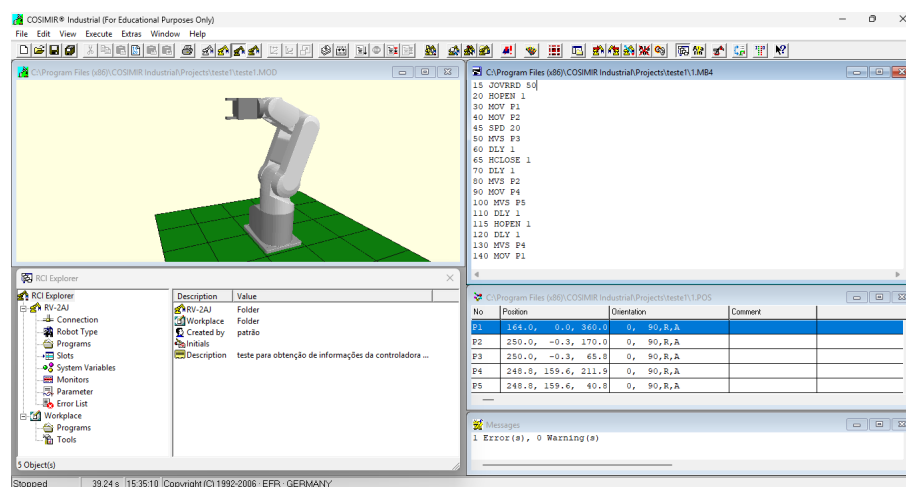 COSIMIR® Industrial (For Educational Purposes Only)
File Edit View Execute Extras Window Help
C:\Program Files (x86)\COSIMIR Industrial\Projects\teste1\teste1.MOD
C:\Program Files (x86)\COSIMIR Industrial\Projects\teste1\1.MB4
15 JOVRRD 50
20 HOPEN 1
30 MOV P1
40 MOV P2
45 SPD 20
50 MVS P3
60 DLY 1
65 HCLOSE 1
70 DLY 1
80 MVS P2
90 MOV P4
100 MVS P5
110 DLY 1
115 HOPEN 1
120 DLY 1
130 MVS P4
140 MOV P1
RCI Explorer
RCI Explorer
RV-2AJ
Connection
Robot Type
Programs
Slots
System Variables
Monitors
Parameter
Error List
Workplace
Programs
Tools
Description Value
RV-2AJ Folder
Workplace Folder
Created by patrão
Initials
Description teste para obtenção de informações da controladora ...
5 Object(s)
C:\Program Files (x86)\COSIMIR Industrial\Projects\teste1\1.POS
No Position Orientation Comment
P1 164.0, 0.0, 360.0 0, 90,R,A
P2 250.0, -0.3, 170.0 0, 90,R,A
P3 250.0, -0.3, 65.8 0, 90,R,A
P4 248.8, 159.6, 211.9 0, 90,R,A
P5 248.8, 159.6, 40.8 0, 90,R,A
Messages
1 Error(s), 0 Warning(s)
Stopped 39.24 s 15:35:10 Copyright (C) 1992-2006 - EFR - GERMANY